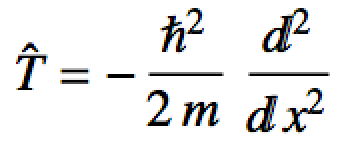 T̂ = − ħ²/2 m ⅆ²/ⅆx²